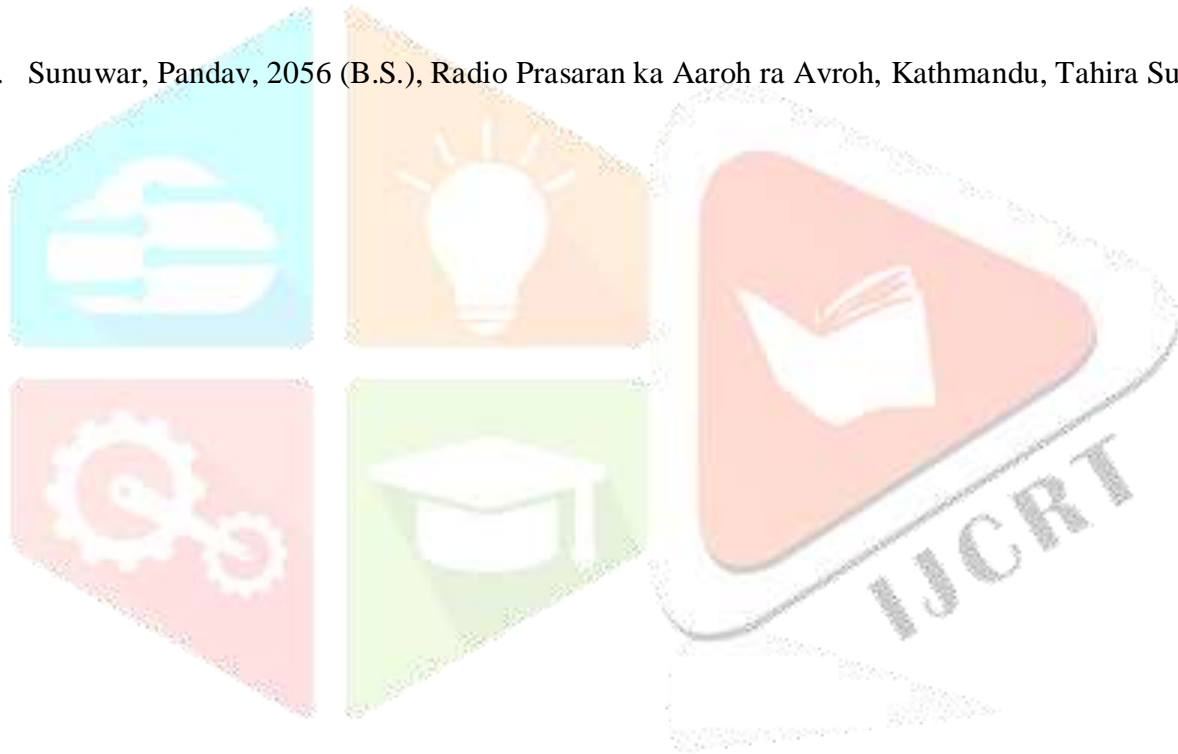 . Sunuwar, Pandav, 2056 (B.S.), Radio Prasaran ka Aaroh ra Avroh, Kathmandu, Tahira Su
IJCRT